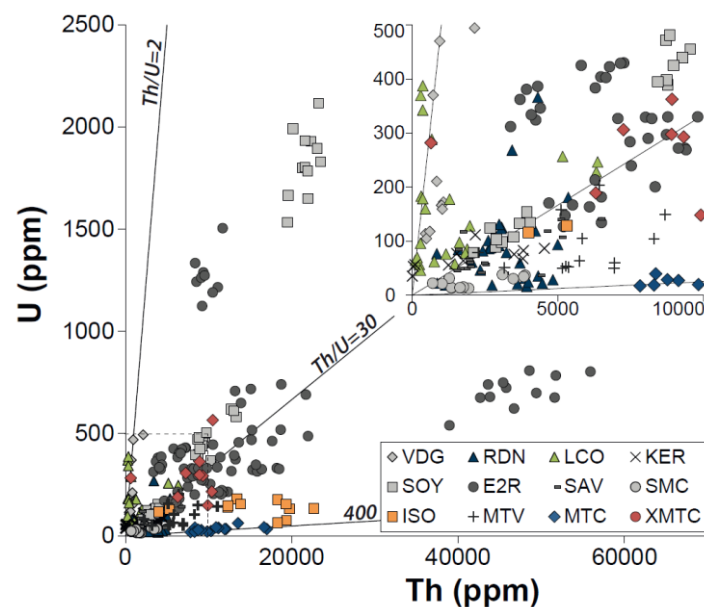 U (ppm)
2500
2000
1500
1000
500
0
0
20000
40000
60000
Th (ppm)
Th/U=2
Th/U=30
400
500
400
300
200
100
0
0
5000
10000
VDG RDN LCO KER
SOY E2R SAV SMC
ISO MTV MTC XMTC